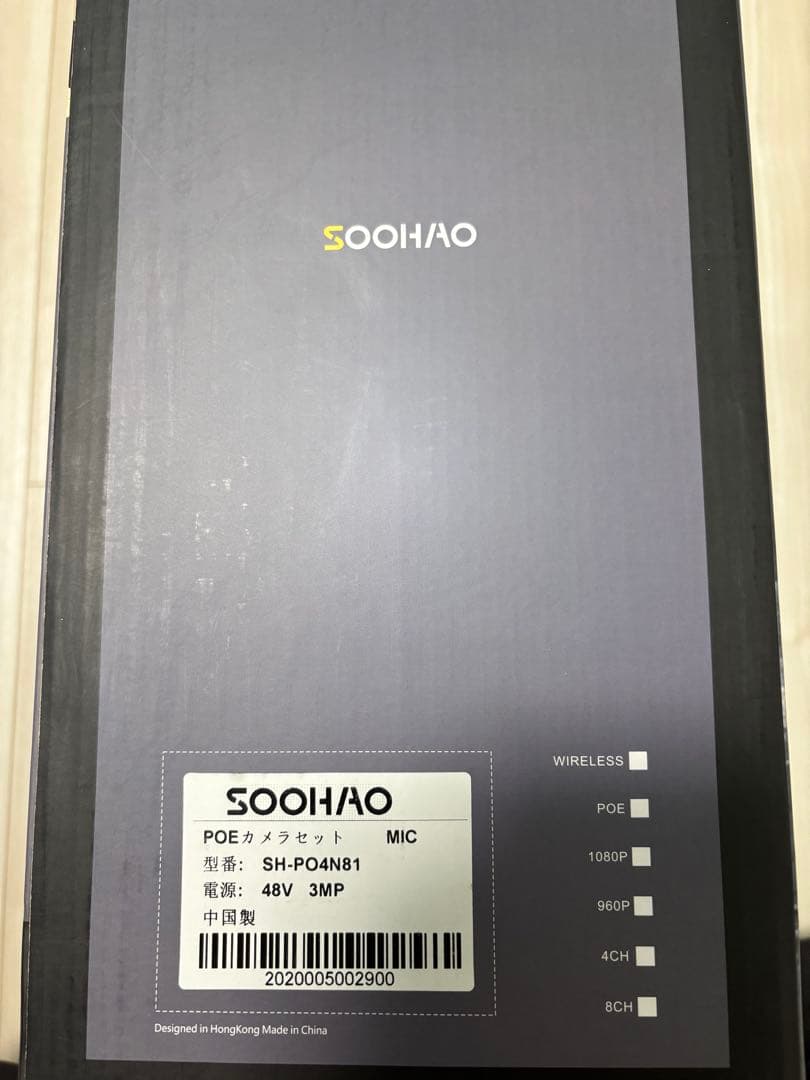 SOOHAO
SOOHAO
POEカメラセット MIC
型番: SH-PO4N81
電源: 48V 3MP
中国製
2020005002900
Designed in HongKong Made in China
WIRELESS
POE
1080P
960P
4CH
8CH